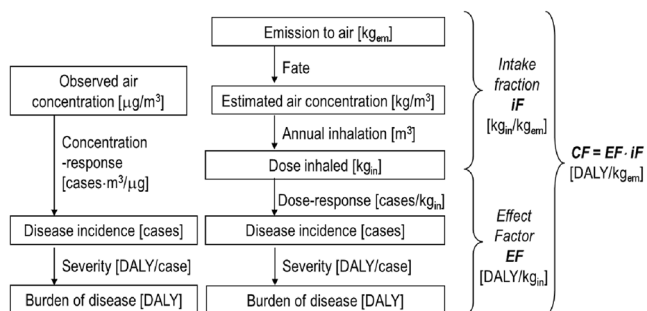 Observed air
concentration [μg/m³]
Concentration
-response
[cases·m³/μg]
Disease incidence [cases]
Severity [DALY/case]
Burden of disease [DALY]
Emission to air [kgem]
Fate
Estimated air concentration [kg/m³]
Annual inhalation [m³]
Dose inhaled [kgin]
Dose-response [cases/kgin]
Disease incidence [cases]
Severity [DALY/case]
Burden of disease [DALY]
Intake
fraction
iF
[kgin/kgem]
Effect
Factor
EF
[DALY/kgin]
CF = EF· iF
[DALY/kgem]